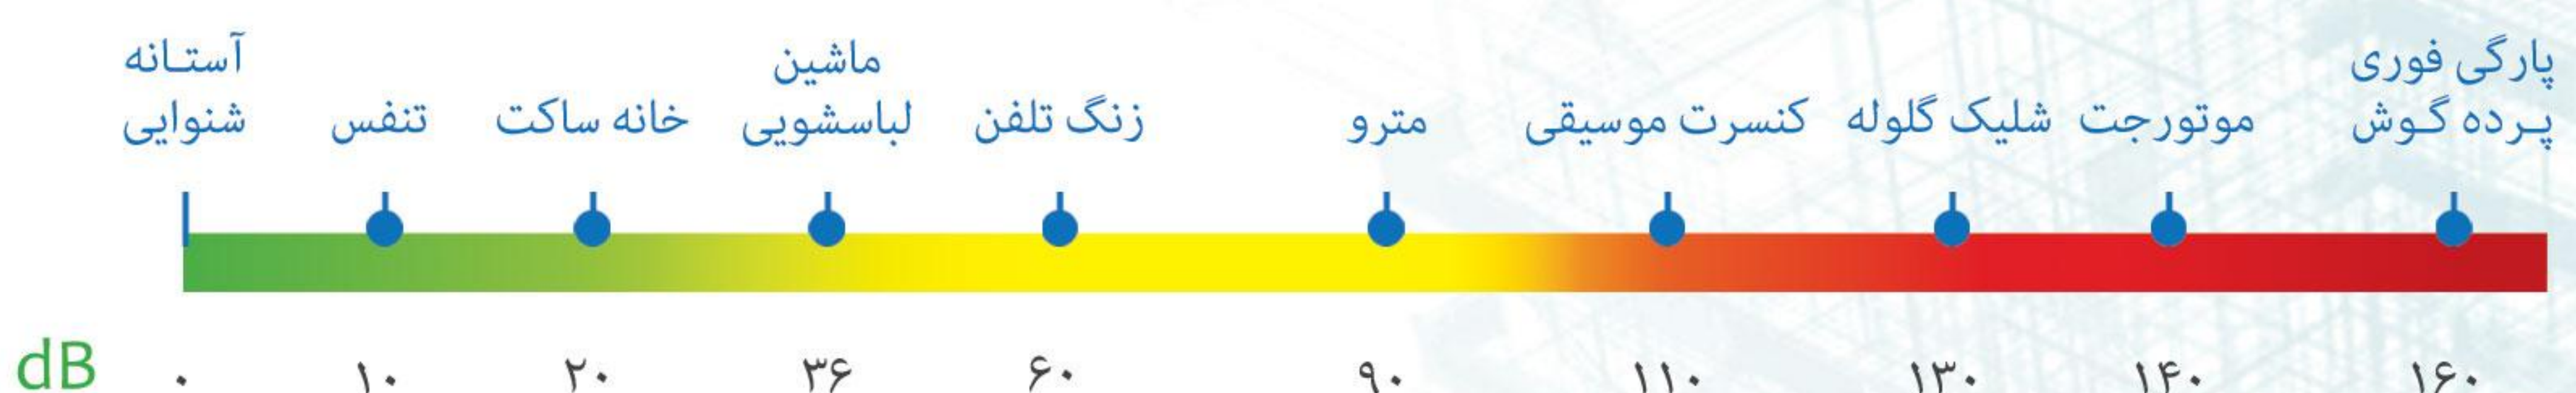 آستانه
شنوایی
تنفس
خانه ساکت
ماشین
لباسشویی
زنگ تلفن
مترو
کنسرت موسیقی
شلیک گلوله
موتورجت
پارگی فوری
پرده گوش
dB ۰ ۱۰ ۲۰ ۳۶ ۶۰ ۹۰ ۱۱۰ ۱۳۰ ۱۴۰ ۱۶۰